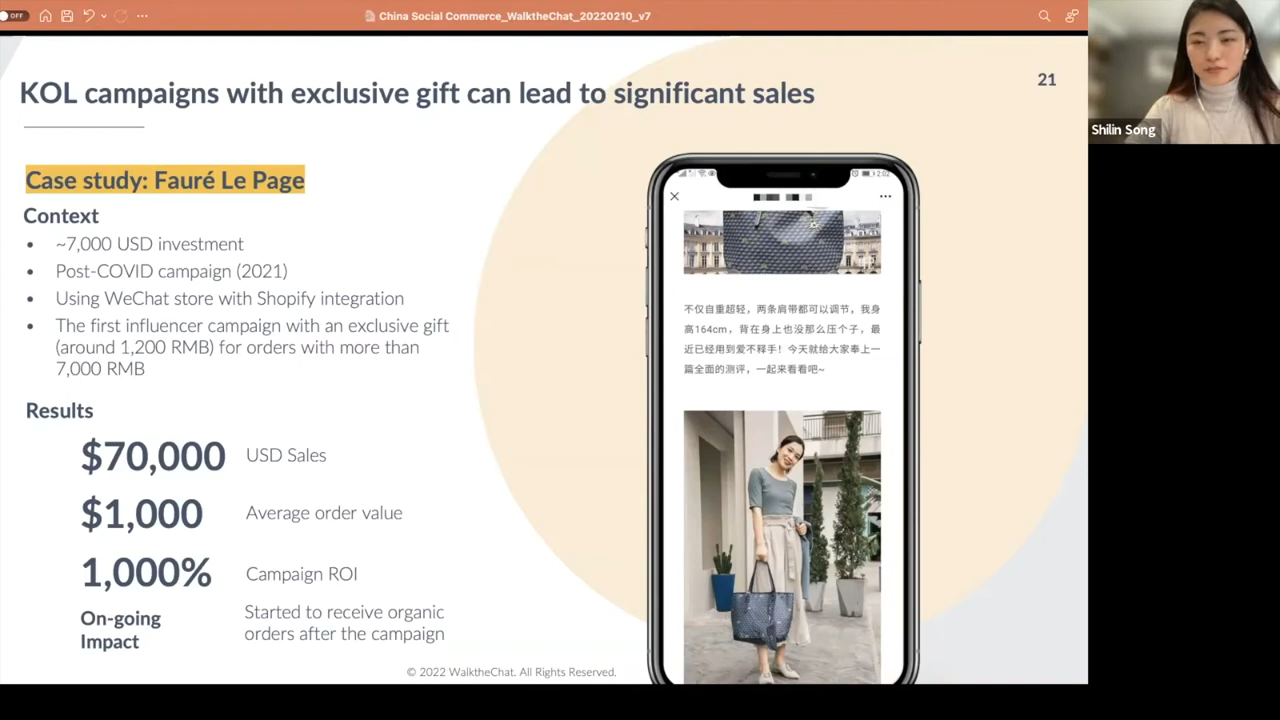 OFF
China Social Commerce_WalktheChat_20220210_v7
KOL campaigns with exclusive gift can lead to significant sales
21
Shilin Song
Case study: Fauré Le Page
Context
• ~7,000 USD investment
• Post-COVID campaign (2021)
• Using WeChat store with Shopify integration
• The first influencer campaign with an exclusive gift
(around 1,200 RMB) for orders with more than
7,000 RMB
Results
$70,000 USD Sales
$1,000 Average order value
1,000% Campaign ROI
On-going
Impact
Started to receive organic
orders after the campaign
2:02
不仅自重超轻，两条肩带都可以调节，我身
高164cm，背在身上也没那么压个子，最
近已经用到爱不释手！今天就给大家奉上一
篇全面的测评，一起来看看吧~
© 2022 WalktheChat. All Rights Reserved.